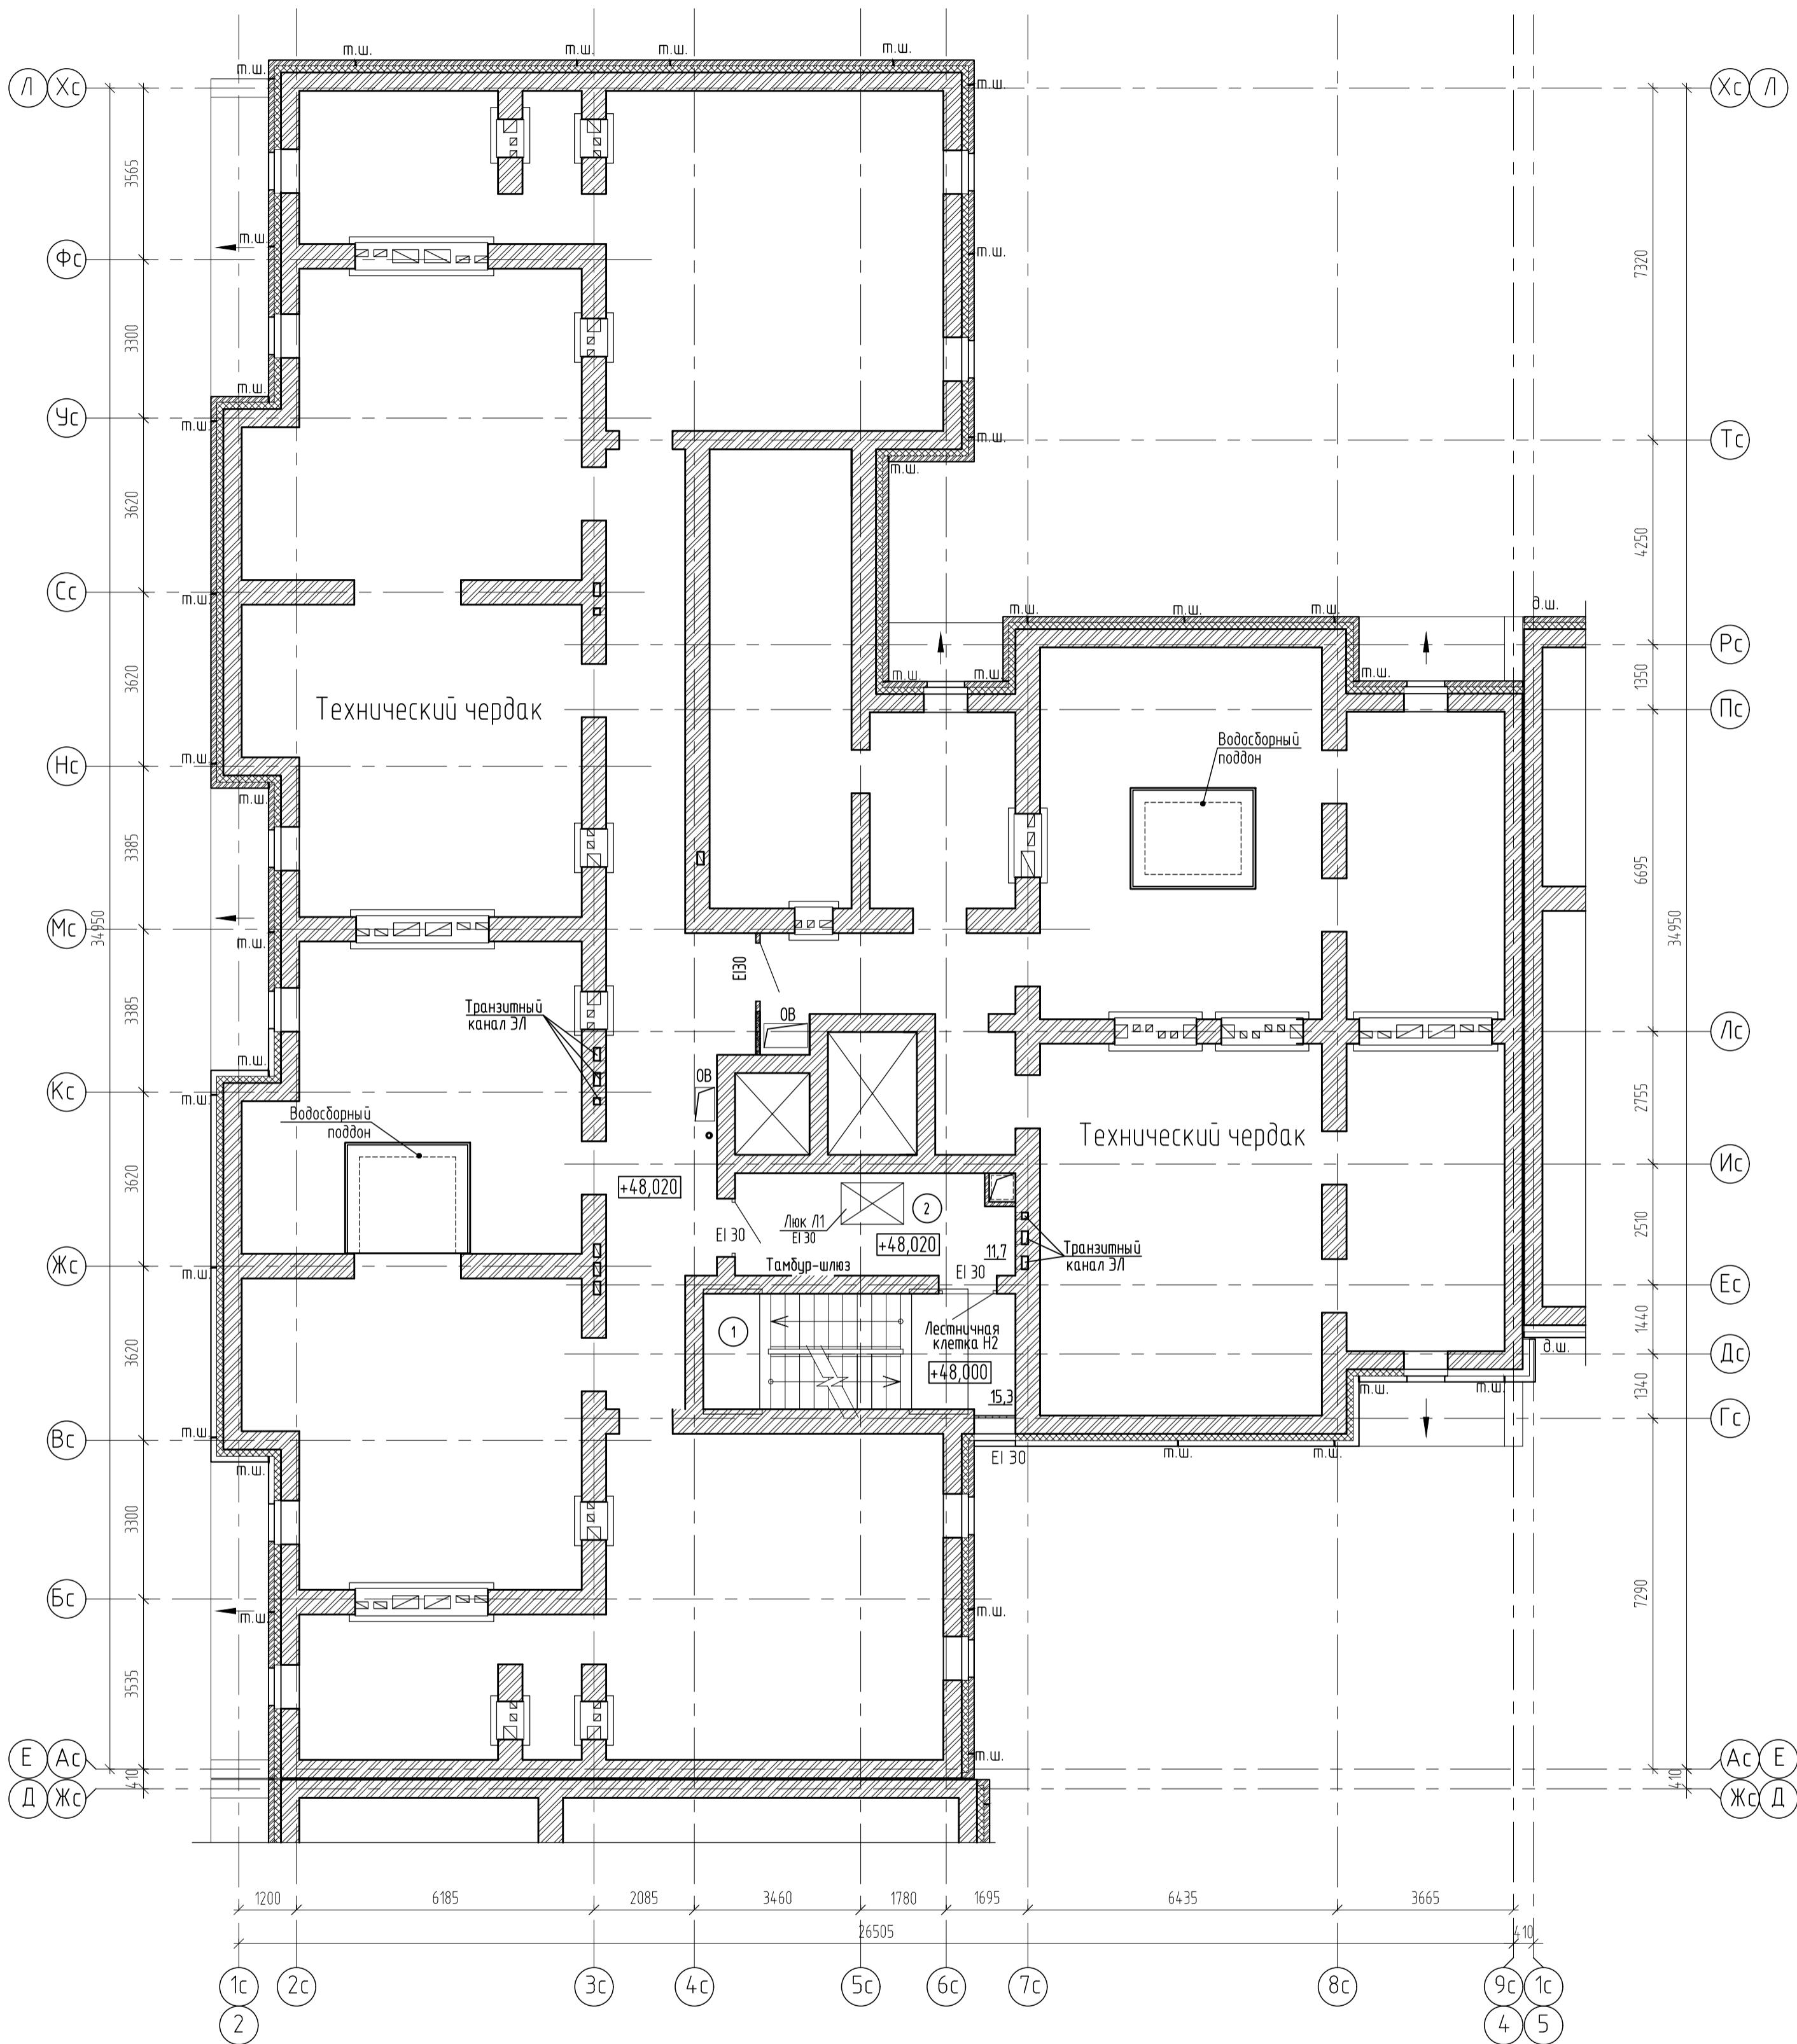 т.ш.
т.ш.
т.ш.
т.ш.
т.ш.
т.ш.
Л
Хс
Хс
Л
3565
т.ш.
т.ш.
Фс
7320
3300
т.ш.
т.ш.
Ус
т.ш.
Тс
т.ш.
3620
4250
Сс
т.ш.
т.ш.
т.ш.
т.ш.
д.ш.
Рс
3620
т.ш.
т.ш.
т.ш.
1350
Технический чердак
Пс
Водосборный
поддон
Нс
т.ш.
т.ш.
3385
6695
Мс
34950
т.ш.
34950
EI30
3385
Транзитный
канал ЭЛ
ОВ
Лс
т.ш.
ОВ
Кс
т.ш.
2755
Водосборный
поддон
Технический чердак
Ис
3620
+48,020
2
Люк Л1
EI 30
EI 30
+48,020
11,7
2510
Транзитный
канал ЭЛ
Жс
т.ш.
Тамбур-шлюз
EI 30
Ес
1
Лестничная
клетка Н2
1440
3620
д.ш.
Дс
+48,000
15,3
т.ш.
т.ш.
1340
Гс
Вс
т.ш.
т.ш.
EI 30
т.ш.
т.ш.
3300
Бс
т.ш.
т.ш.
7290
3535
т.ш.
Е
Ас
Ас
Е
410
410
Д
Жс
Жс
Д
1200
6185
2085
3460
1780
1695
6435
3665
26505
410
1с
2с
3с
4с
5с
6с
7с
8с
9с
1с
2
4
5